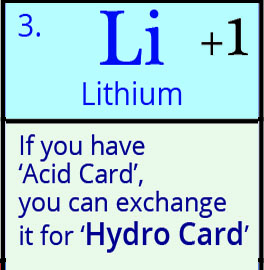 3. Li +1
Lithium
If you have
‘Acid Card’,
you can exchange
it for ‘Hydro Card’